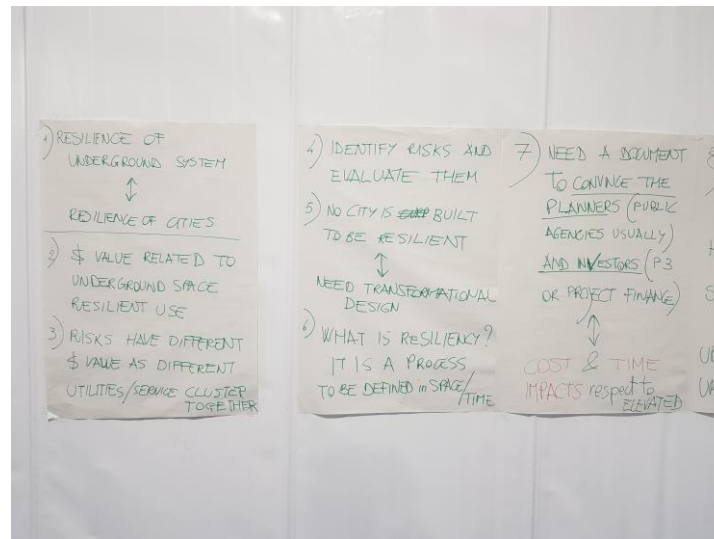 1) RESILIENCE OF
UNDERGROUND SYSTEM
↕
RESILIENCE OF CITIES
2) $ VALUE RELATED TO
UNDERGROUND SPACE
RESILIENT USE
3) RISKS HAVE DIFFERENT
$ VALUE AS DIFFERENT
UTILITIES/SERVICE CLUSTER
TOGETHER
4) IDENTIFY RISKS AND
EVALUATE THEM
5) NO CITY IS BUILT
TO BE RESILIENT
↕
NEED TRANSFORMATIONAL
DESIGN
6) WHAT IS RESILIENCY?
IT IS A PROCESS
TO BE DEFINED in SPACE/
TIME
7) NEED A DOCUMENT
TO CONVINCE THE
PLANNERS (PUBLIC
AGENCIES USUALLY)
AND INVESTORS (P3
OR PROJECT FINANCE)
↕
COST & TIME
IMPACTS respect to
ELEVATED